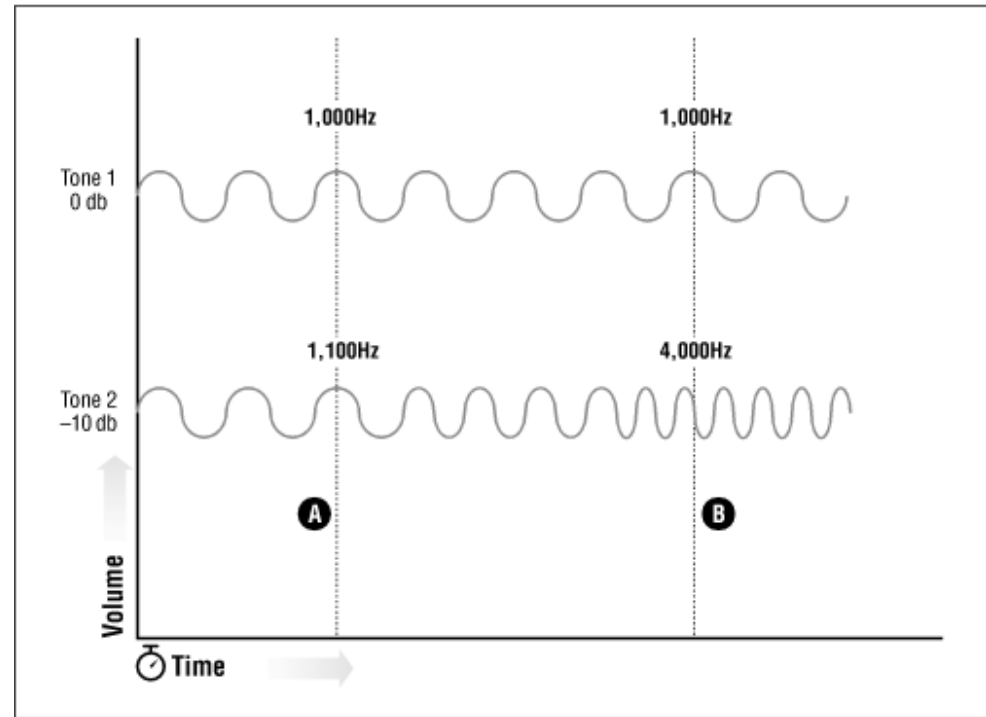 1,000Hz
1,000Hz
Tone 1
0 db
1,100Hz
4,000Hz
Tone 2
–10 db
A
B
Volume
Time